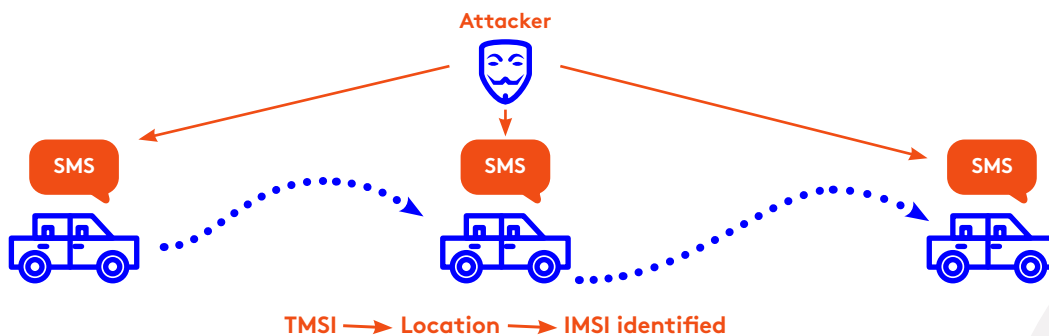 Attacker
SMS
SMS
SMS
TMSI Location IMSI identified